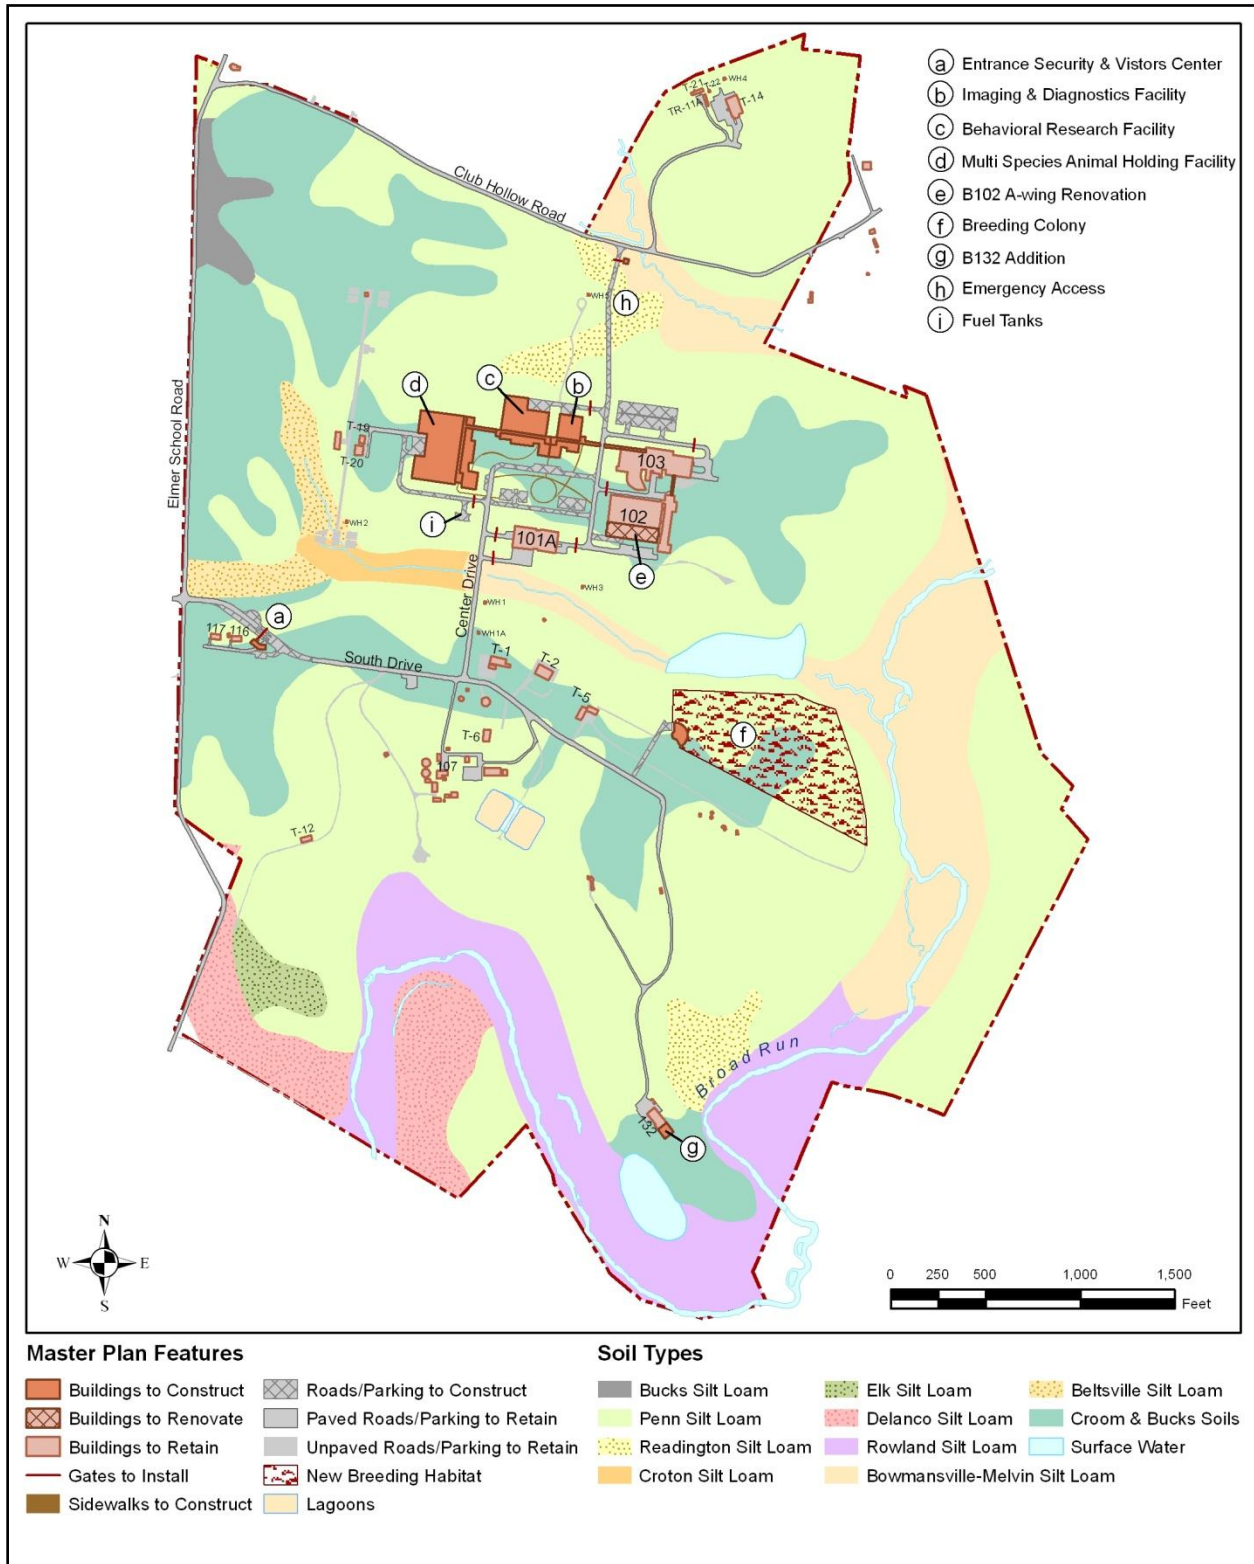 ⓐ Entrance Security & Vistors Center
ⓑ Imaging & Diagnostics Facility
ⓒ Behavioral Research Facility
ⓓ Multi Species Animal Holding Facility
ⓔ B102 A-wing Renovation
ⓕ Breeding Colony
ⓖ B132 Addition
ⓗ Emergency Access
ⓘ Fuel Tanks
T-21
T-22
WH4
TR-11A
T-14
Club Hollow Road
WH5
h
Elmer School Road
d
c
b
T-19
T-20
103
102
WH2
i
101A
e
Center Drive
WH3
WH1
a
117
116
WH1A
South Drive
T-1
T-2
T-5
f
T-6
107
T-12
Broad Run
132
g
N
W
E
S
0 250 500 1,000 1,500
Feet
Master Plan Features
Buildings to Construct
Buildings to Renovate
Buildings to Retain
Gates to Install
Sidewalks to Construct
Roads/Parking to Construct
Paved Roads/Parking to Retain
Unpaved Roads/Parking to Retain
New Breeding Habitat
Lagoons
Soil Types
Bucks Silt Loam
Penn Silt Loam
Readington Silt Loam
Croton Silt Loam
Elk Silt Loam
Delanco Silt Loam
Rowland Silt Loam
Bowmansville-Melvin Silt Loam
Beltsville Silt Loam
Croom & Bucks Soils
Surface Water